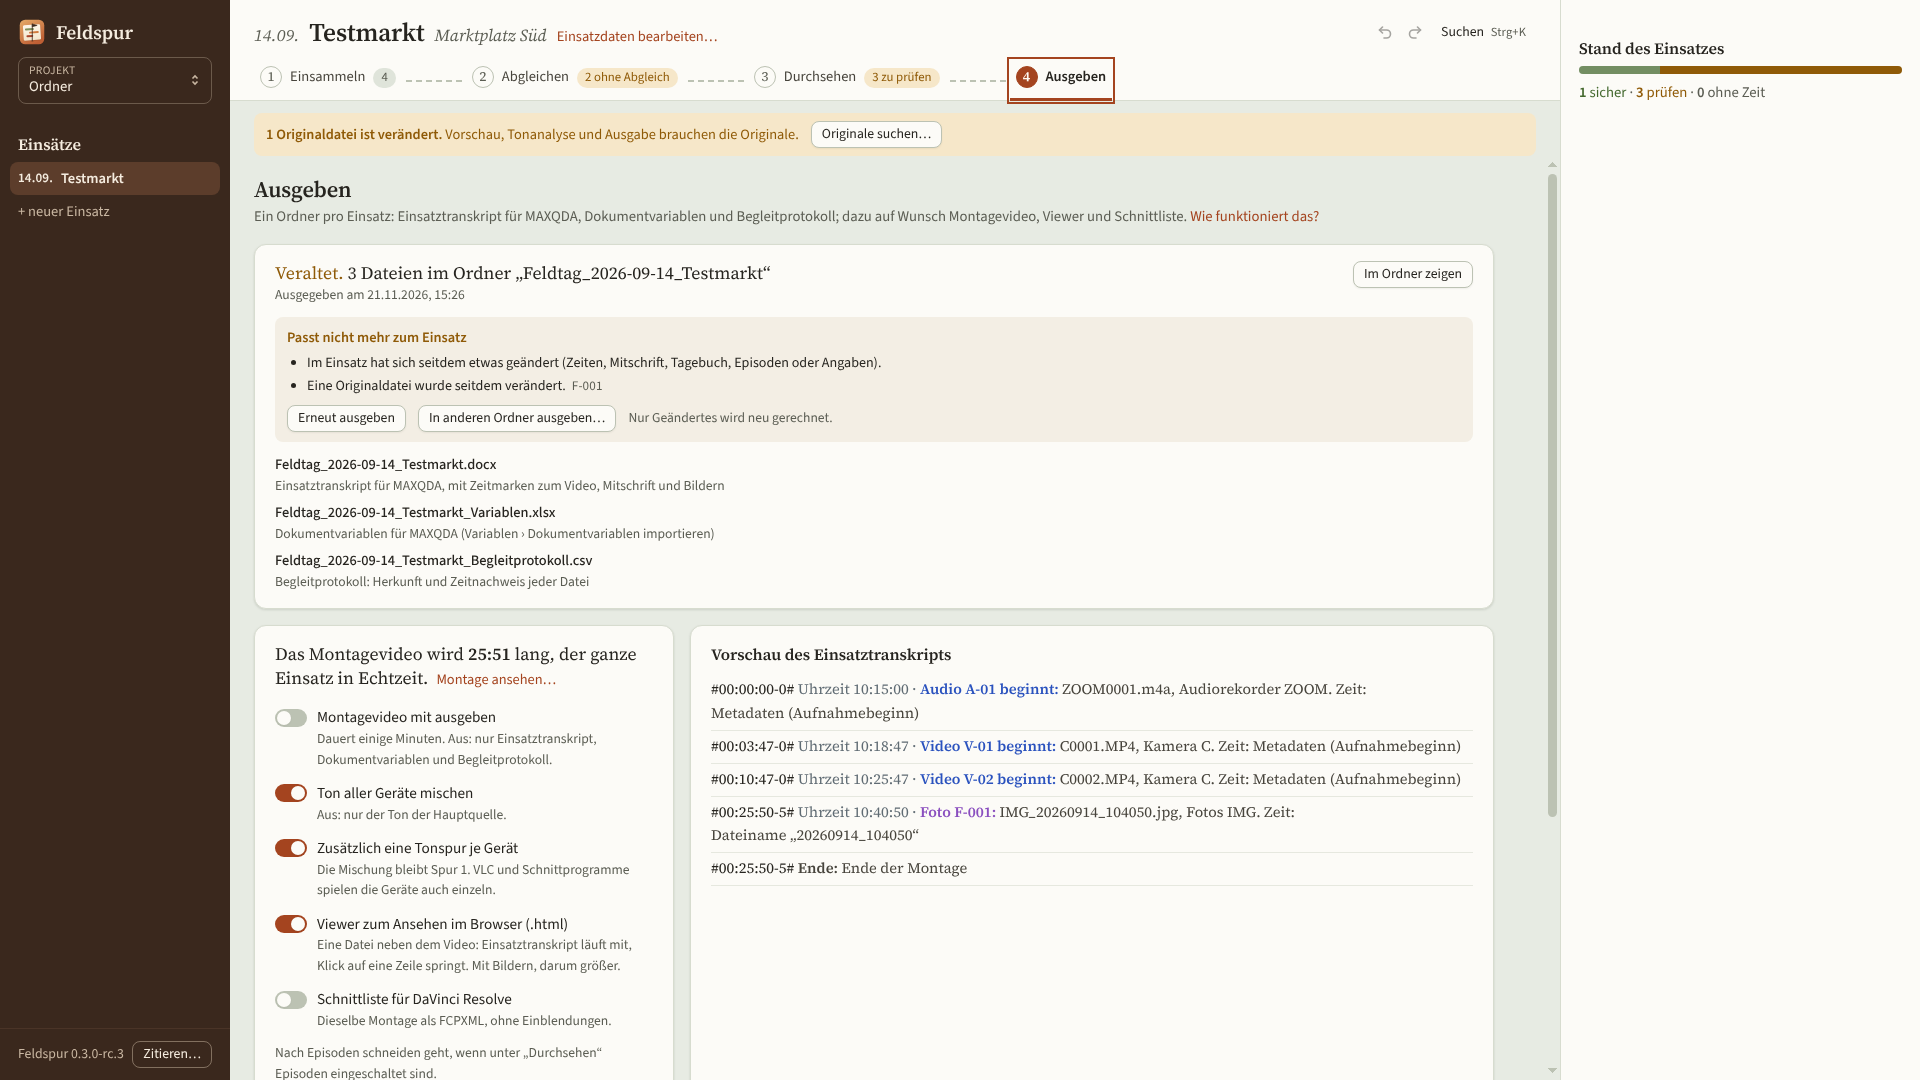 Feldspur
PROJEKT
Ordner
Einsätze
14.09. Testmarkt
+ neuer Einsatz
Feldspur 0.3.0-rc.3
Zitieren…
14.09. Testmarkt Marktplatz Süd Einsatzdaten bearbeiten…
Suchen Strg+K
1 Einsammeln 4
2 Abgleichen 2 ohne Abgleich
3 Durchsehen 3 zu prüfen
4 Ausgeben
1 Originaldatei ist verändert. Vorschau, Tonanalyse und Ausgabe brauchen die Originale. Originale suchen…
Ausgeben
Ein Ordner pro Einsatz: Einsatztranskript für MAXQDA, Dokumentvariablen und Begleitprotokoll; dazu auf Wunsch Montagevideo, Viewer und Schnittliste. Wie funktioniert das?
Veraltet. 3 Dateien im Ordner „Feldtag_2026-09-14_Testmarkt“
Im Ordner zeigen
Ausgegeben am 21.11.2026, 15:26
Passt nicht mehr zum Einsatz
• Im Einsatz hat sich seitdem etwas geändert (Zeiten, Mitschrift, Tagebuch, Episoden oder Angaben).
• Eine Originaldatei wurde seitdem verändert. F-001
Erneut ausgeben
In anderen Ordner ausgeben…
Nur Geändertes wird neu gerechnet.
Feldtag_2026-09-14_Testmarkt.docx
Einsatztranskript für MAXQDA, mit Zeitmarken zum Video, Mitschrift und Bildern
Feldtag_2026-09-14_Testmarkt_Variablen.xlsx
Dokumentvariablen für MAXQDA (Variablen › Dokumentvariablen importieren)
Feldtag_2026-09-14_Testmarkt_Begleitprotokoll.csv
Begleitprotokoll: Herkunft und Zeitnachweis jeder Datei
Das Montagevideo wird 25:51 lang, der ganze
Einsatz in Echtzeit. Montage ansehen…
Montagevideo mit ausgeben
Dauert einige Minuten. Aus: nur Einsatztranskript,
Dokumentvariablen und Begleitprotokoll.
Ton aller Geräte mischen
Aus: nur der Ton der Hauptquelle.
Zusätzlich eine Tonspur je Gerät
Die Mischung bleibt Spur 1. VLC und Schnittprogramme
spielen die Geräte auch einzeln.
Viewer zum Ansehen im Browser (.html)
Eine Datei neben dem Video: Einsatztranskript läuft mit,
Klick auf eine Zeile springt. Mit Bildern, darum größer.
Schnittliste für DaVinci Resolve
Dieselbe Montage als FCPXML, ohne Einblendungen.
Nach Episoden schneiden geht, wenn unter „Durchsehen“
Episoden eingeschaltet sind.
Vorschau des Einsatztranskripts
#00:00:00-0# Uhrzeit 10:15:00 · Audio A-01 beginnt: ZOOM0001.m4a, Audiorekorder ZOOM. Zeit:
Metadaten (Aufnahmebeginn)
#00:03:47-0# Uhrzeit 10:18:47 · Video V-01 beginnt: C0001.MP4, Kamera C. Zeit: Metadaten (Aufnahmebeginn)
#00:10:47-0# Uhrzeit 10:25:47 · Video V-02 beginnt: C0002.MP4, Kamera C. Zeit: Metadaten (Aufnahmebeginn)
#00:25:50-5# Uhrzeit 10:40:50 · Foto F-001: IMG_20260914_104050.jpg, Fotos IMG. Zeit:
Dateiname „20260914_104050“
#00:25:50-5# Ende: Ende der Montage
Stand des Einsatzes
1 sicher · 3 prüfen · 0 ohne Zeit